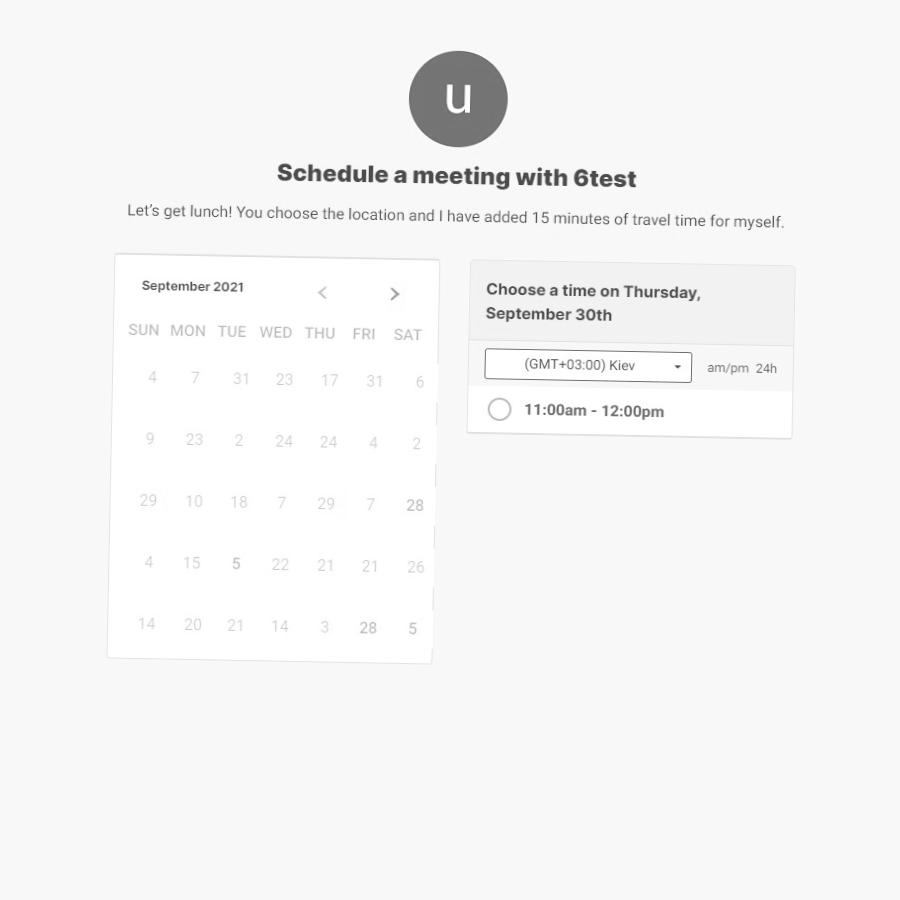 u
Schedule a meeting with 6test
Let's get lunch! You choose the location and I have added 15 minutes of travel time for myself.
September 2021
SUN MON TUE WED THU FRI SAT
4 7 31 23 17 31 6
9 23 2 24 24 4 2
29 10 18 7 29 7 28
4 15 5 22 21 21 26
14 20 21 14 3 28 5
Choose a time on Thursday,
September 30th
(GMT+03:00) Kiev am/pm 24h
11:00am - 12:00pm